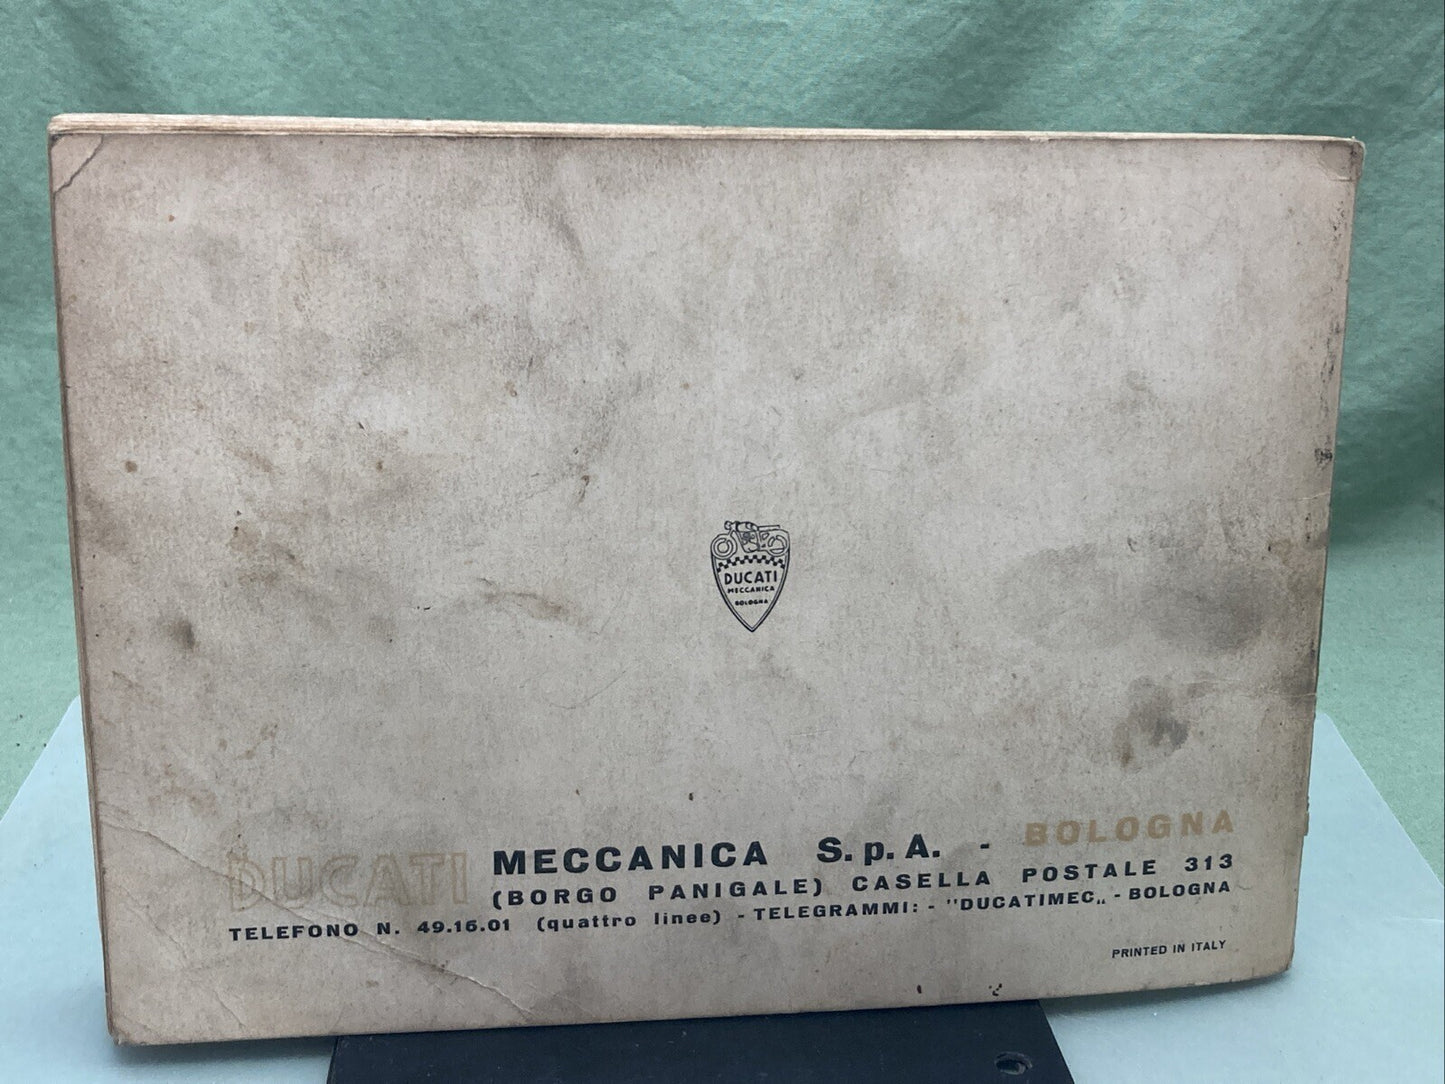 DUCATI
MECCANICA
BOLOGNA
DUCATI MECCANICA S.p.A. - BOLOGNA
(BORGO PANIGALE) CASELLA POSTALE 313
TELEFONO N. 49.16.01 (quattro linee) - TELEGRAMMI: - "DUCATIMEC„ - BOLOGNA
PRINTED IN ITALY